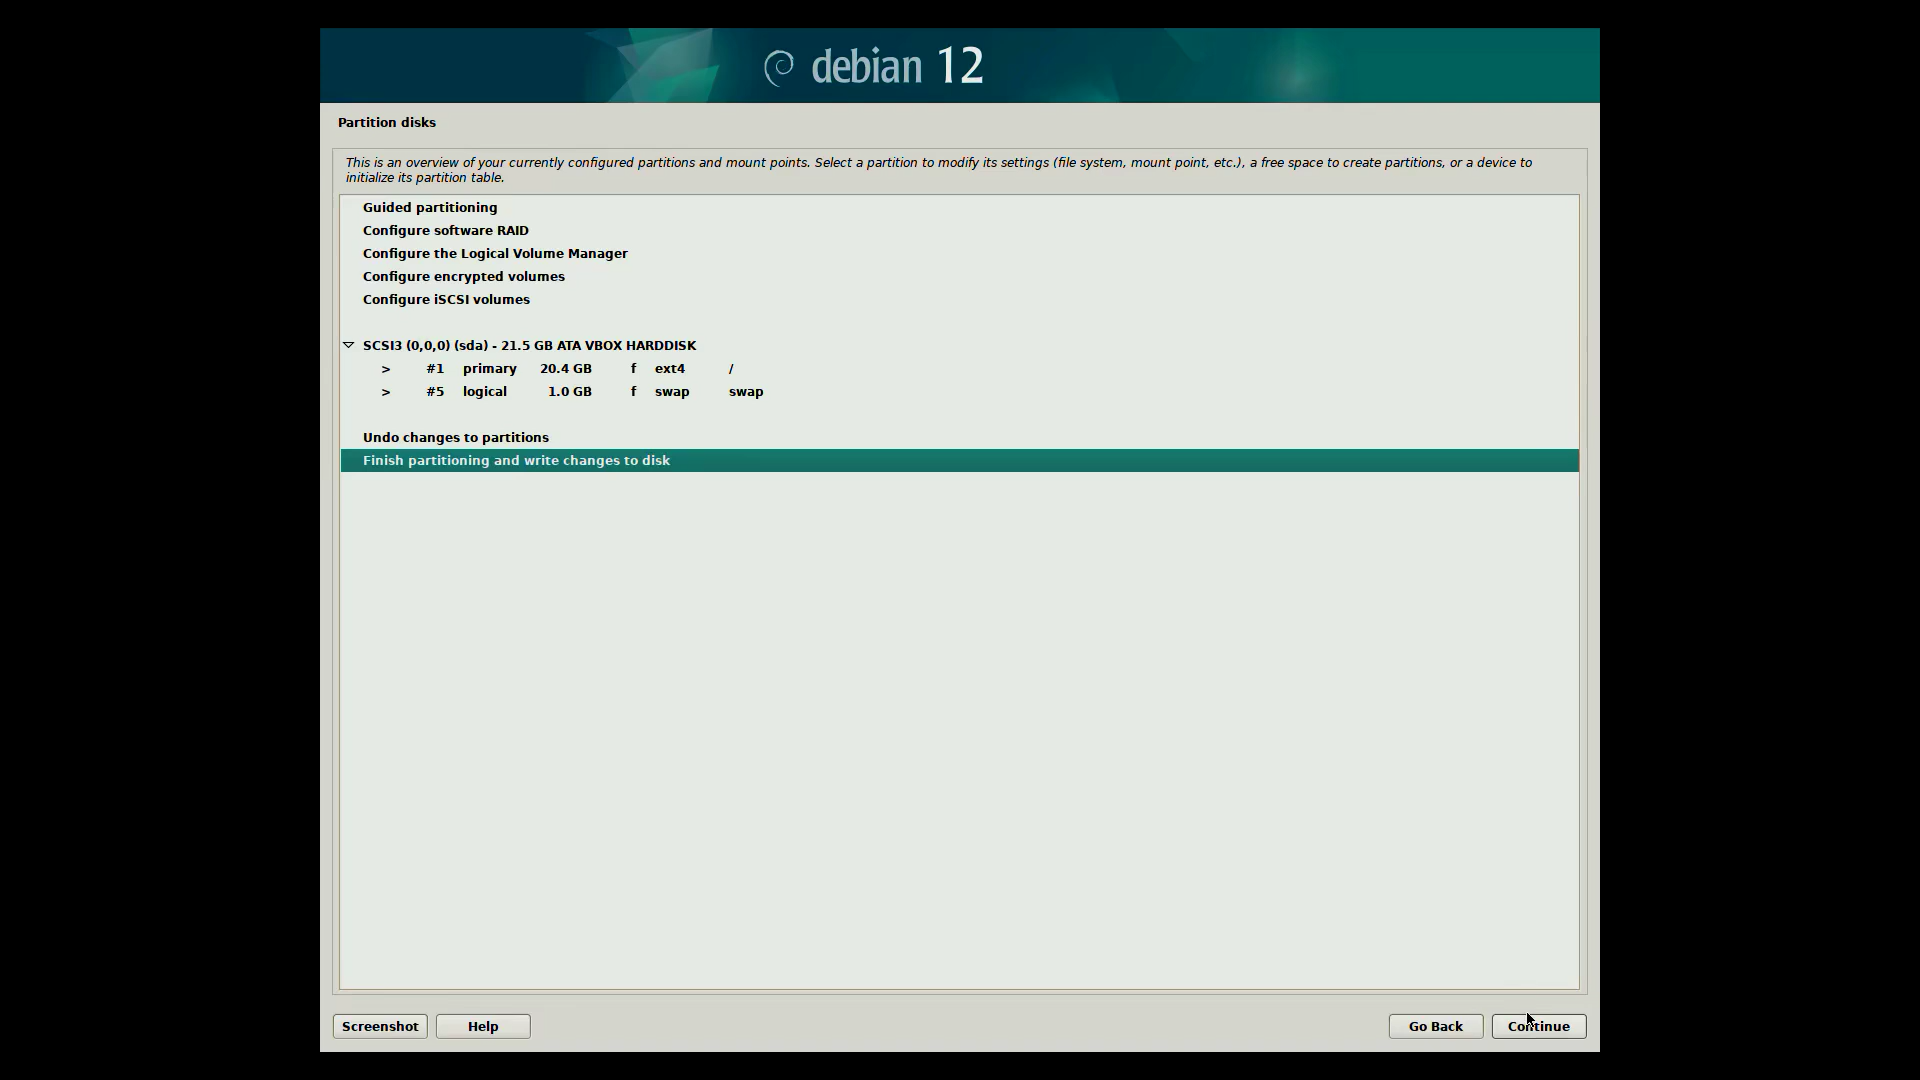 debian 12
Partition disks
This is an overview of your currently configured partitions and mount points. Select a partition to modify its settings (file system, mount point, etc.), a free space to create partitions, or a device to
initialize its partition table.
Guided partitioning
Configure software RAID
Configure the Logical Volume Manager
Configure encrypted volumes
Configure iSCSI volumes
SCSI3 (0,0,0) (sda) - 21.5 GB ATA VBOX HARDDISK
> #1 primary 20.4 GB f ext4 /
> #5 logical 1.0 GB f swap swap
Undo changes to partitions
Finish partitioning and write changes to disk
Screenshot Help Go Back Continue